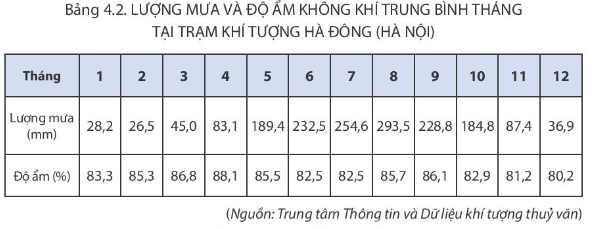 Bảng 4.2. LƯỢNG MƯA VÀ ĐỘ ẨM KHÔNG KHÍ TRUNG BÌNH THÁNG
TẠI TRẠM KHÍ TƯỢNG HÀ ĐÔNG (HÀ NỘI)
Tháng 1 2 3 4 5 6 7 8 9 10 11 12
Lượng mưa (mm) 28,2 26,5 45,0 83,1 189,4 232,5 254,6 293,5 228,8 184,8 87,4 36,9
Độ ẩm (%) 83,3 85,3 86,8 88,1 85,5 82,5 82,5 85,7 86,1 82,9 81,2 80,2
(Nguồn: Trung tâm Thông tin và Dữ liệu khí tượng thuỷ văn)